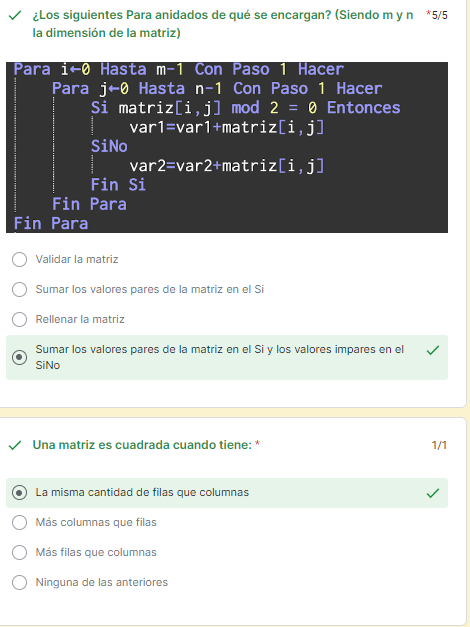 ¿Los siguientes Para anidados de qué se encargan? (Siendo m y n *5/5
la dimensión de la matriz)
Para i←0 Hasta m-1 Con Paso 1 Hacer
Para j←0 Hasta n-1 Con Paso 1 Hacer
Si matriz[i,j] mod 2 = 0 Entonces
var1=var1+matriz[i,j]
SiNo
var2=var2+matriz[i,j]
Fin Si
Fin Para
Fin Para
Validar la matriz
Sumar los valores pares de la matriz en el Si
Rellenar la matriz
Sumar los valores pares de la matriz en el Si y los valores impares en el
SiNo
Una matriz es cuadrada cuando tiene: * 1/1
La misma cantidad de filas que columnas
Más columnas que filas
Más filas que columnas
Ninguna de las anteriores